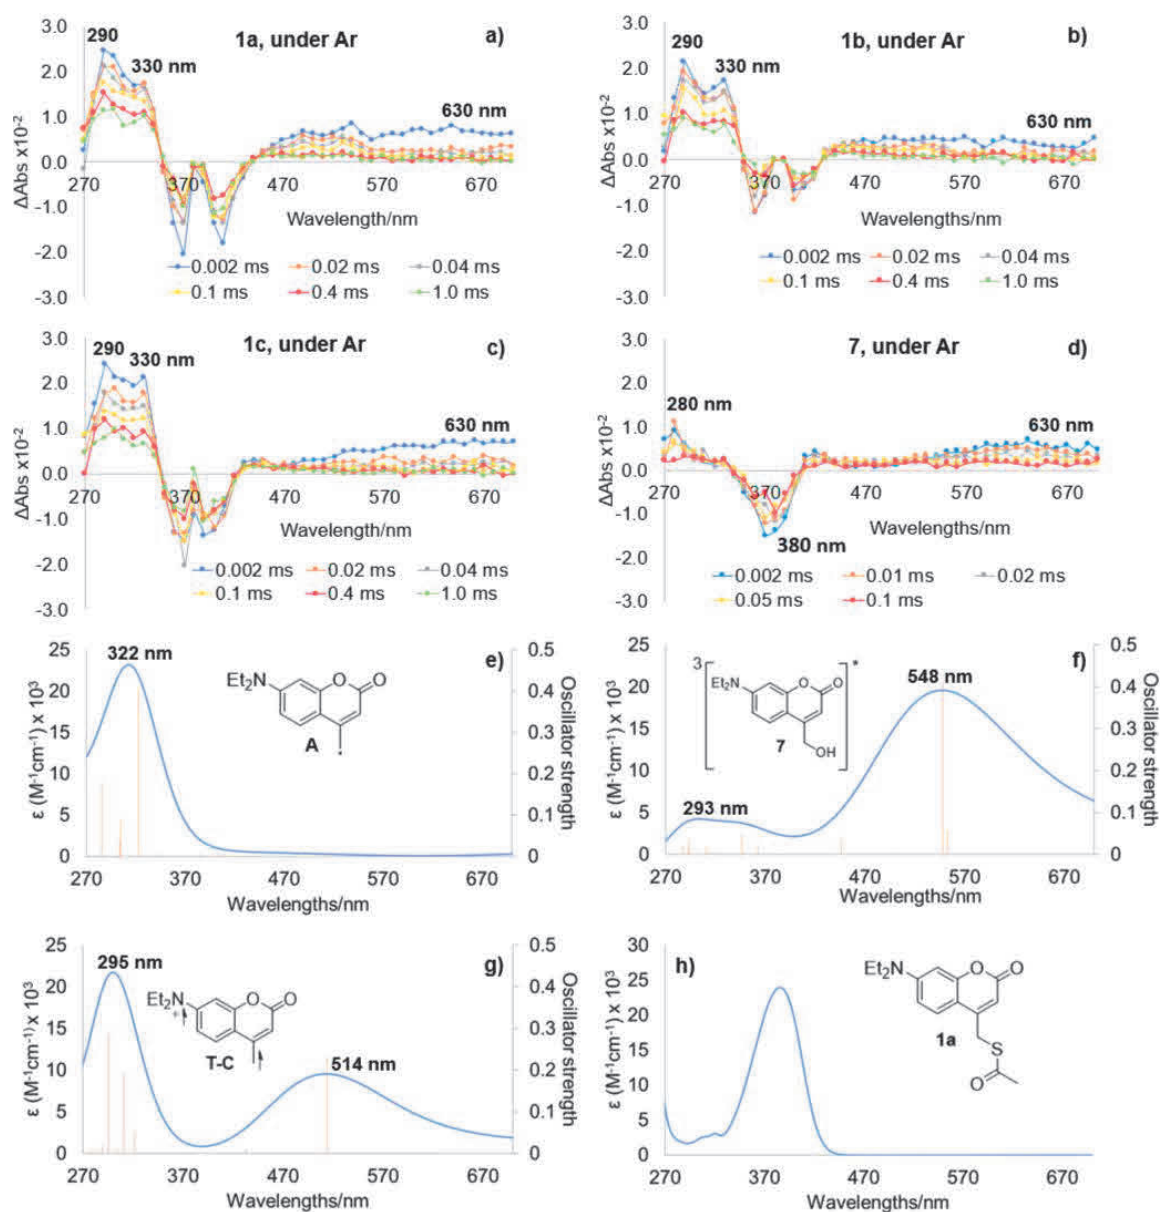 a)
1a, under Ar
290
330 nm
630 nm
3.0
2.0
1.0
0.0
-1.0
-2.0
-3.0
ΔAbs x10⁻²
270 370 470 570 670
Wavelength/nm
0.002 ms 0.02 ms 0.04 ms
0.1 ms 0.4 ms 1.0 ms
b)
1b, under Ar
290
330 nm
630 nm
3.0
2.0
1.0
0.0
-1.0
-2.0
-3.0
ΔAbs x10⁻²
270 370 470 570 670
Wavelengths/nm
0.002 ms 0.02 ms 0.04 ms
0.1 ms 0.4 ms 1.0 ms
c)
1c, under Ar
290
330 nm
630 nm
3.0
2.0
1.0
0.0
-1.0
-2.0
-3.0
ΔAbs x10⁻²
270 370 470 570 670
Wavelength/nm
0.002 ms 0.02 ms 0.04 ms
0.1 ms 0.4 ms 1.0 ms
d)
7, under Ar
280 nm
630 nm
380 nm
3.0
2.0
1.0
0.0
-1.0
-2.0
-3.0
ΔAbs x10⁻²
270 370 470 570 670
Wavelengths/nm
0.002 ms 0.01 ms 0.02 ms
0.05 ms 0.1 ms
e)
322 nm
Et₂N O O
A
25
20
15
10
5
0
ε (M⁻¹cm⁻¹) x 10³
0.5
0.4
0.3
0.2
0.1
0
Oscillator strength
270 370 470 570 670
Wavelengths/nm
f)
3 *
Et₂N O O
7
OH
548 nm
293 nm
25
20
15
10
5
0
ε (M⁻¹cm⁻¹) x 10³
0.5
0.4
0.3
0.2
0.1
0
Oscillator strength
270 370 470 570 670
Wavelengths/nm
g)
295 nm
Et₂N O O
+
T-C
514 nm
25
20
15
10
5
0
ε (M⁻¹cm⁻¹) x 10³
0.5
0.4
0.3
0.2
0.1
0
Oscillator strength
270 370 470 570 670
Wavelengths/nm
h)
Et₂N O O
1a
S
O
30
25
20
15
10
5
0
ε (M⁻¹cm⁻¹) x 10³
270 370 470 570 670
Wavelengths/nm